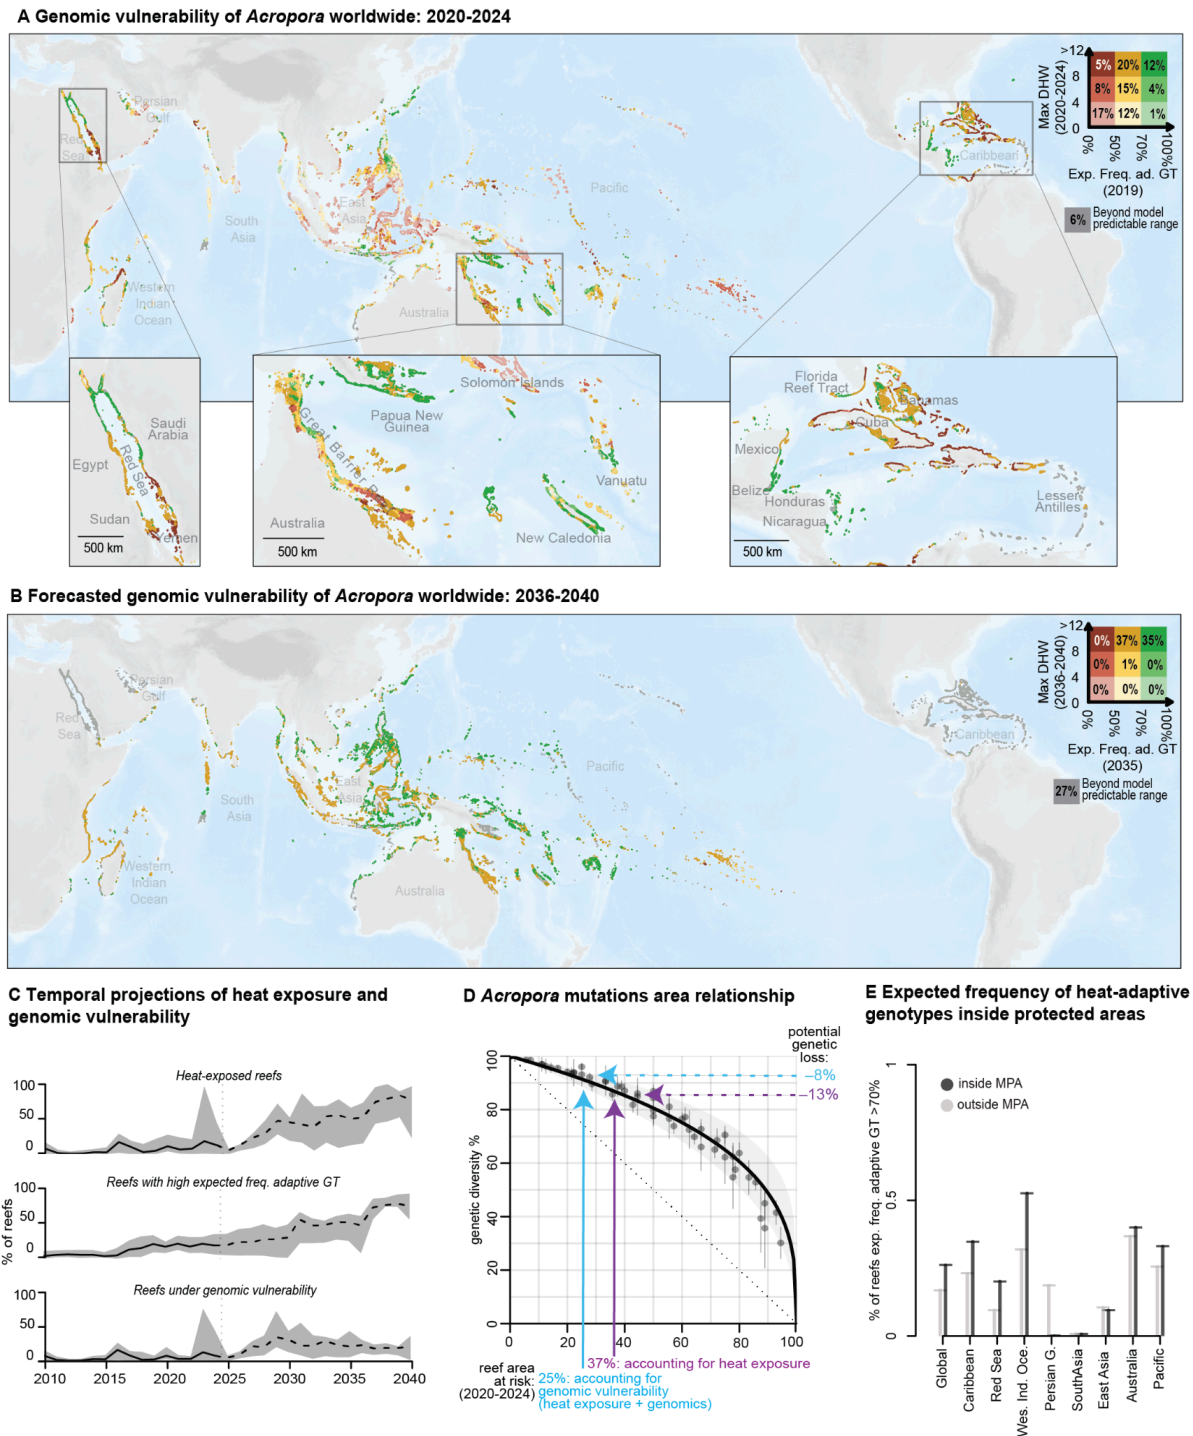 A Genomic vulnerability of Acropora worldwide: 2020-2024
Persian
Gulf
Red
Sea
South
Asia
East
Asia
Pacific
Western
Indian
Ocean
Australia
Caribbean
Max DHW
(2020-2024)
>12
8
4
0
5% 20% 12%
8% 15% 4%
17% 12% 1%
0% 50% 70% 100%
Exp. Freq. ad. GT
(2019)
6% Beyond model
predictable range
Saudi
Arabia
Egypt
Red Sea
Sudan
Yemen
500 km
Solomon Islands
Papua New
Guinea
Great Barrier R
Vanuatu
Australia
New Caledonia
500 km
Florida
Reef Tract
Bahamas
Cuba
Mexico
Belize
Honduras
Nicaragua
Lesser
Antilles
500 km
B Forecasted genomic vulnerability of Acropora worldwide: 2036-2040
Persian
Gulf
Red
Sea
South
Asia
East
Asia
Pacific
Western
Indian
Ocean
Australia
Caribbean
Max DHW
(2036-2040)
>12
8
4
0
0% 37% 35%
0% 1% 0%
0% 0% 0%
0% 50% 70% 100%
Exp. Freq. ad. GT
(2035)
27% Beyond model
predictable range
C Temporal projections of heat exposure and
genomic vulnerability
% of reefs
Heat-exposed reefs
100
50
0
Reefs with high expected freq. adaptive GT
100
50
0
Reefs under genomic vulnerability
100
50
0
2010 2015 2020 2025 2030 2035 2040
D Acropora mutations area relationship
potential
genetic
loss:
–8%
–13%
genetic diversity %
100
80
60
40
20
0
0 20 40 60 80 100
reef area
at risk:
(2020-2024)
37%: accounting for heat exposure
25%: accounting for
genomic vulnerability
(heat exposure + genomics)
E Expected frequency of heat-adaptive
genotypes inside protected areas
% of reefs exp. freq. adaptive GT >70%
1
0.5
0
inside MPA
outside MPA
Global
Caribbean
Red Sea
Wes. Ind. Oce.
Persian G.
SouthAsia
East Asia
Australia
Pacific